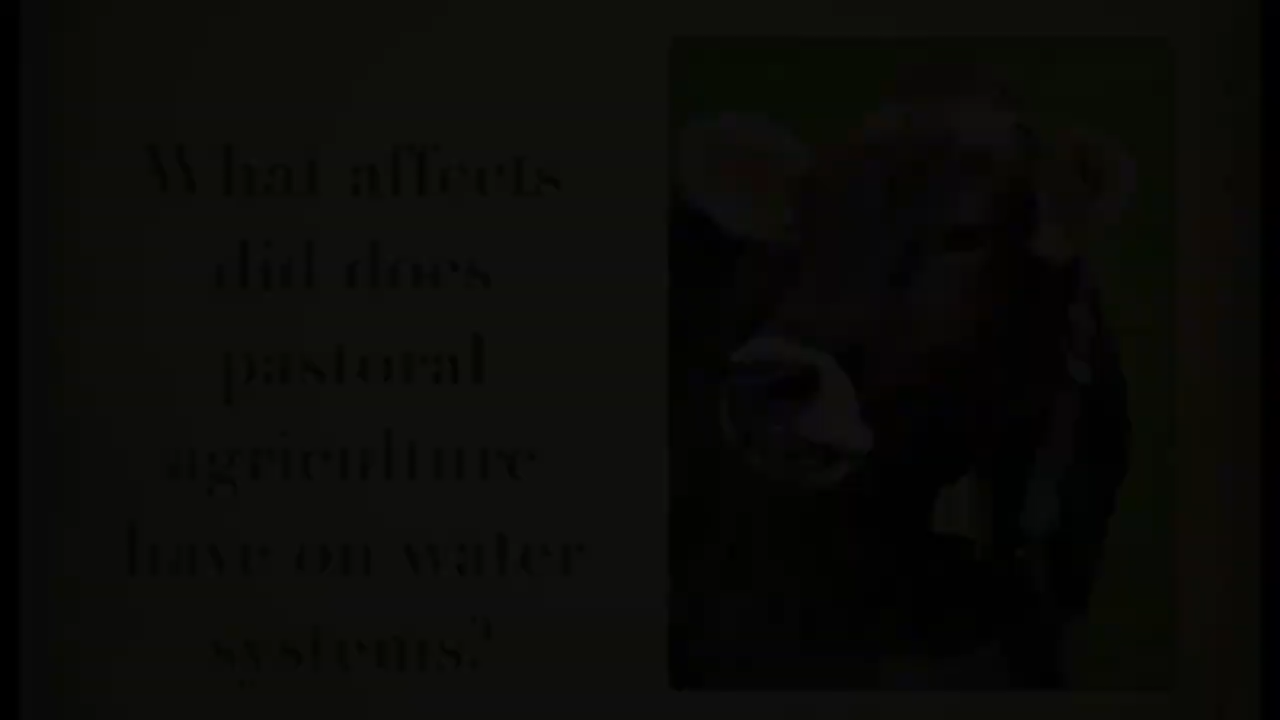 What affects
did does
pastoral
agriculture
have on water
systems?